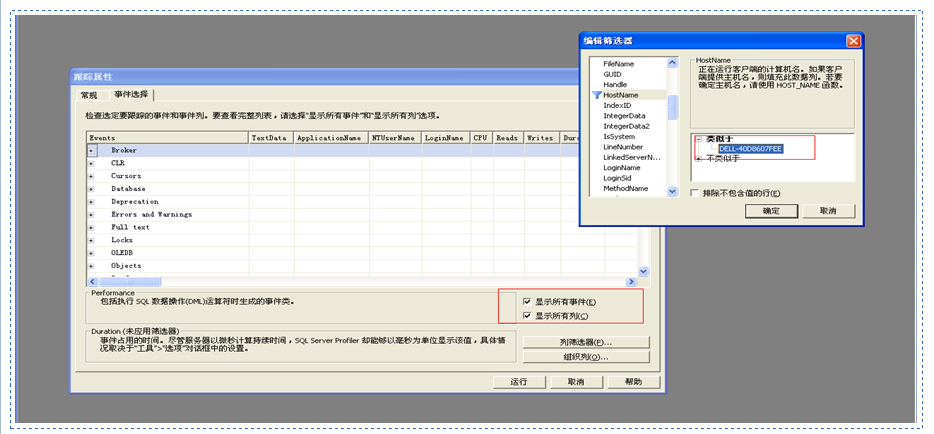 编辑筛选器
FileName
GUID
Handle
HostName
IndexID
IntegerData
IntegerData2
IsSystem
LineNumber
LinkedServerN...
LoginName
LoginSid
MethodName
HostName
正在运行客户端的计算机名。如果客户
端提供主机名，则填充此数据列。若要
确定主机名，请使用 HOST_NAME 函数。
类似于
DELL-40D8607FEE
不类似于
排除不包含值的行(E)
确定
取消
跟踪属性
常规
事件选择
检查选定要跟踪的事件和事件列。要查看完整列表，请选择"显示所有事件"和"显示所有列"选项。
Events TextData ApplicationName NTUserName LoginName CPU Reads Writes Dur
Broker
CLR
Cursors
Database
Deprecation
Errors and Warnings
Full text
Locks
OLEDB
Objects
Performance
包括执行 SQL 数据操作(DML)运算符时生成的事件类。
显示所有事件(E)
显示所有列(C)
Duration (未应用筛选器)
事件占用的时间。尽管服务器以微秒计算持续时间，SQL Server Profiler 却能够以毫秒为单位显示该值，具体情
况取决于"工具">"选项"对话框中的设置。
列筛选器(F)...
组织列(O)...
运行
取消
帮助